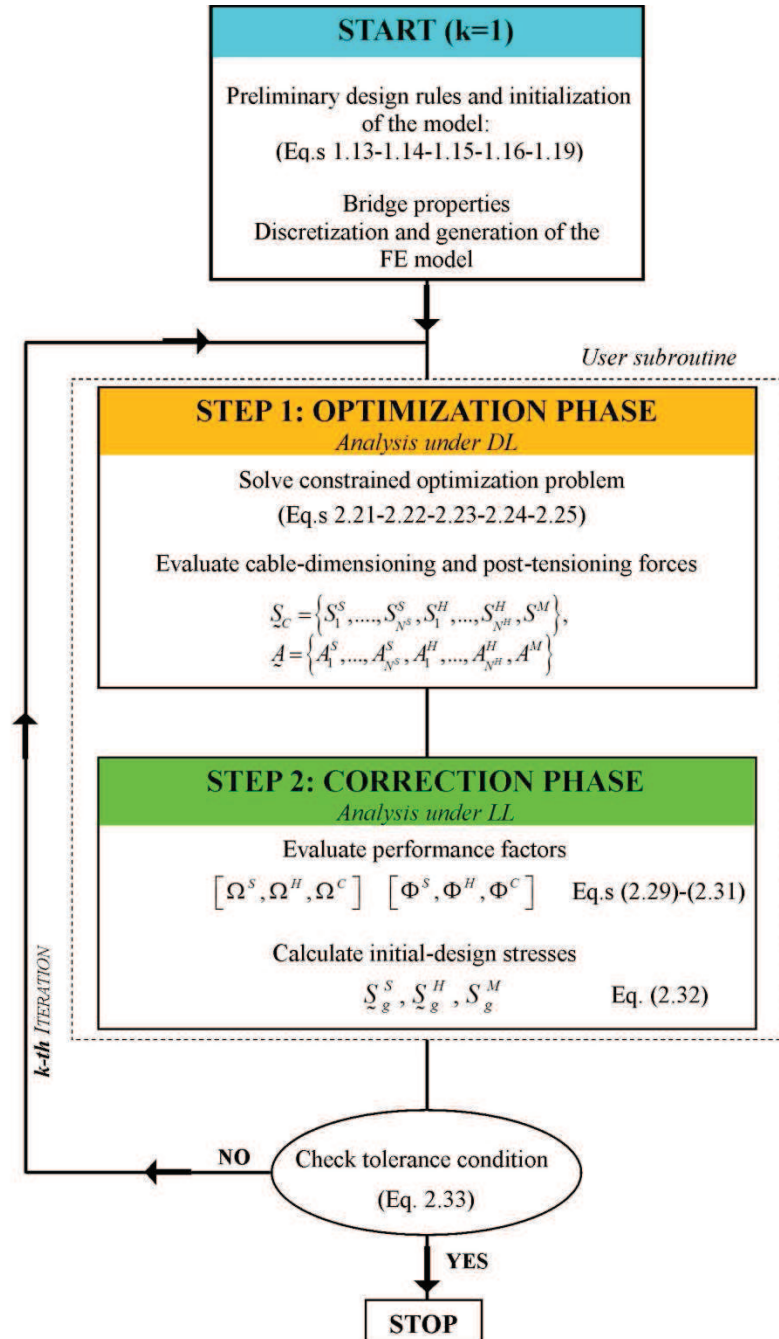 START (k=1)
Preliminary design rules and initialization
of the model:
(Eq.s 1.13-1.14-1.15-1.16-1.19)
Bridge properties
Discretization and generation of the
FE model
User subroutine
STEP 1: OPTIMIZATION PHASE
Analysis under DL
Solve constrained optimization problem
(Eq.s 2.21-2.22-2.23-2.24-2.25)
Evaluate cable-dimensioning and post-tensioning forces
S̰_C = {S_1^S,....,S_{N^S}^S, S_1^H,...,S_{N^H}^H, S^M},
A̰ = {A_1^S,...,A_{N^S}^S, A_1^H,...,A_{N^H}^H, A^M}
STEP 2: CORRECTION PHASE
Analysis under LL
Evaluate performance factors
[Ω^S,Ω^H,Ω^C] [Φ^S,Φ^H,Φ^C] Eq.s (2.29)-(2.31)
Calculate initial-design stresses
S̰_g^S, S̰_g^H, S_g^M Eq. (2.32)
k-th ITERATION
NO
Check tolerance condition
(Eq. 2.33)
YES
STOP